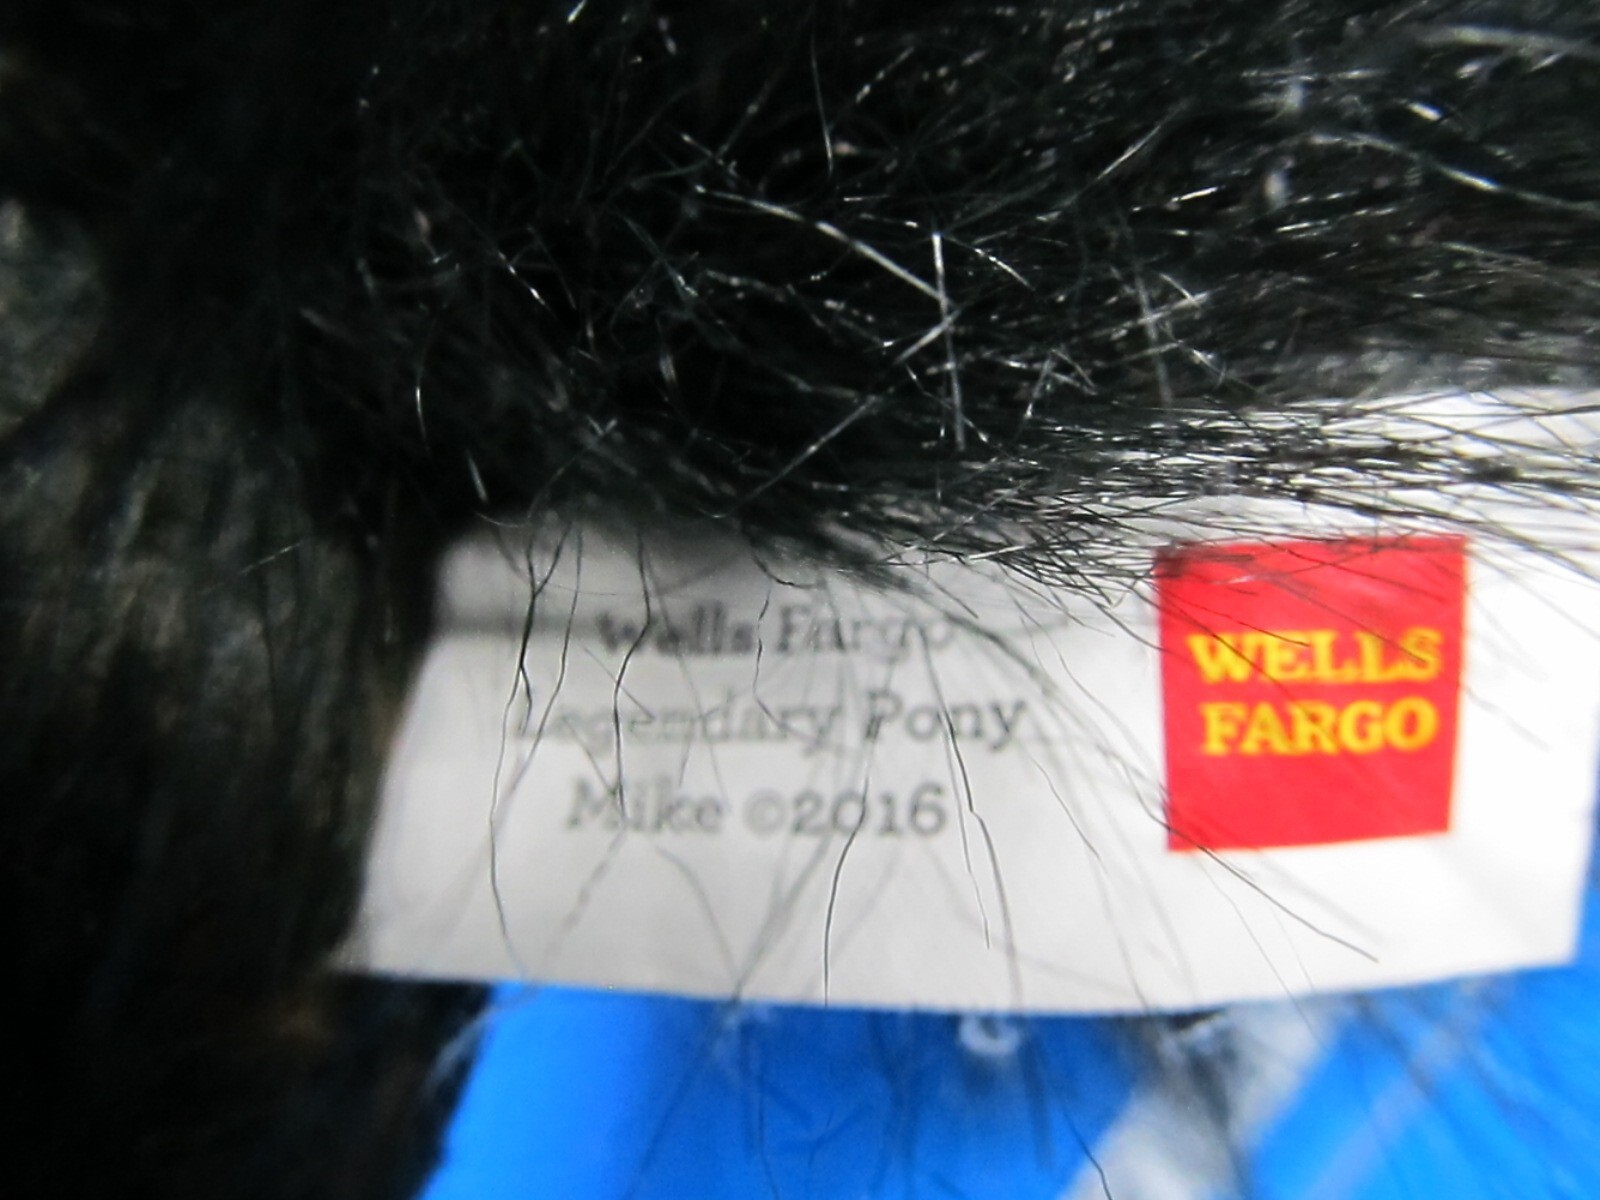 Wells Fargo
Legendary Pony
Mike ©2016
WELLS
FARGO